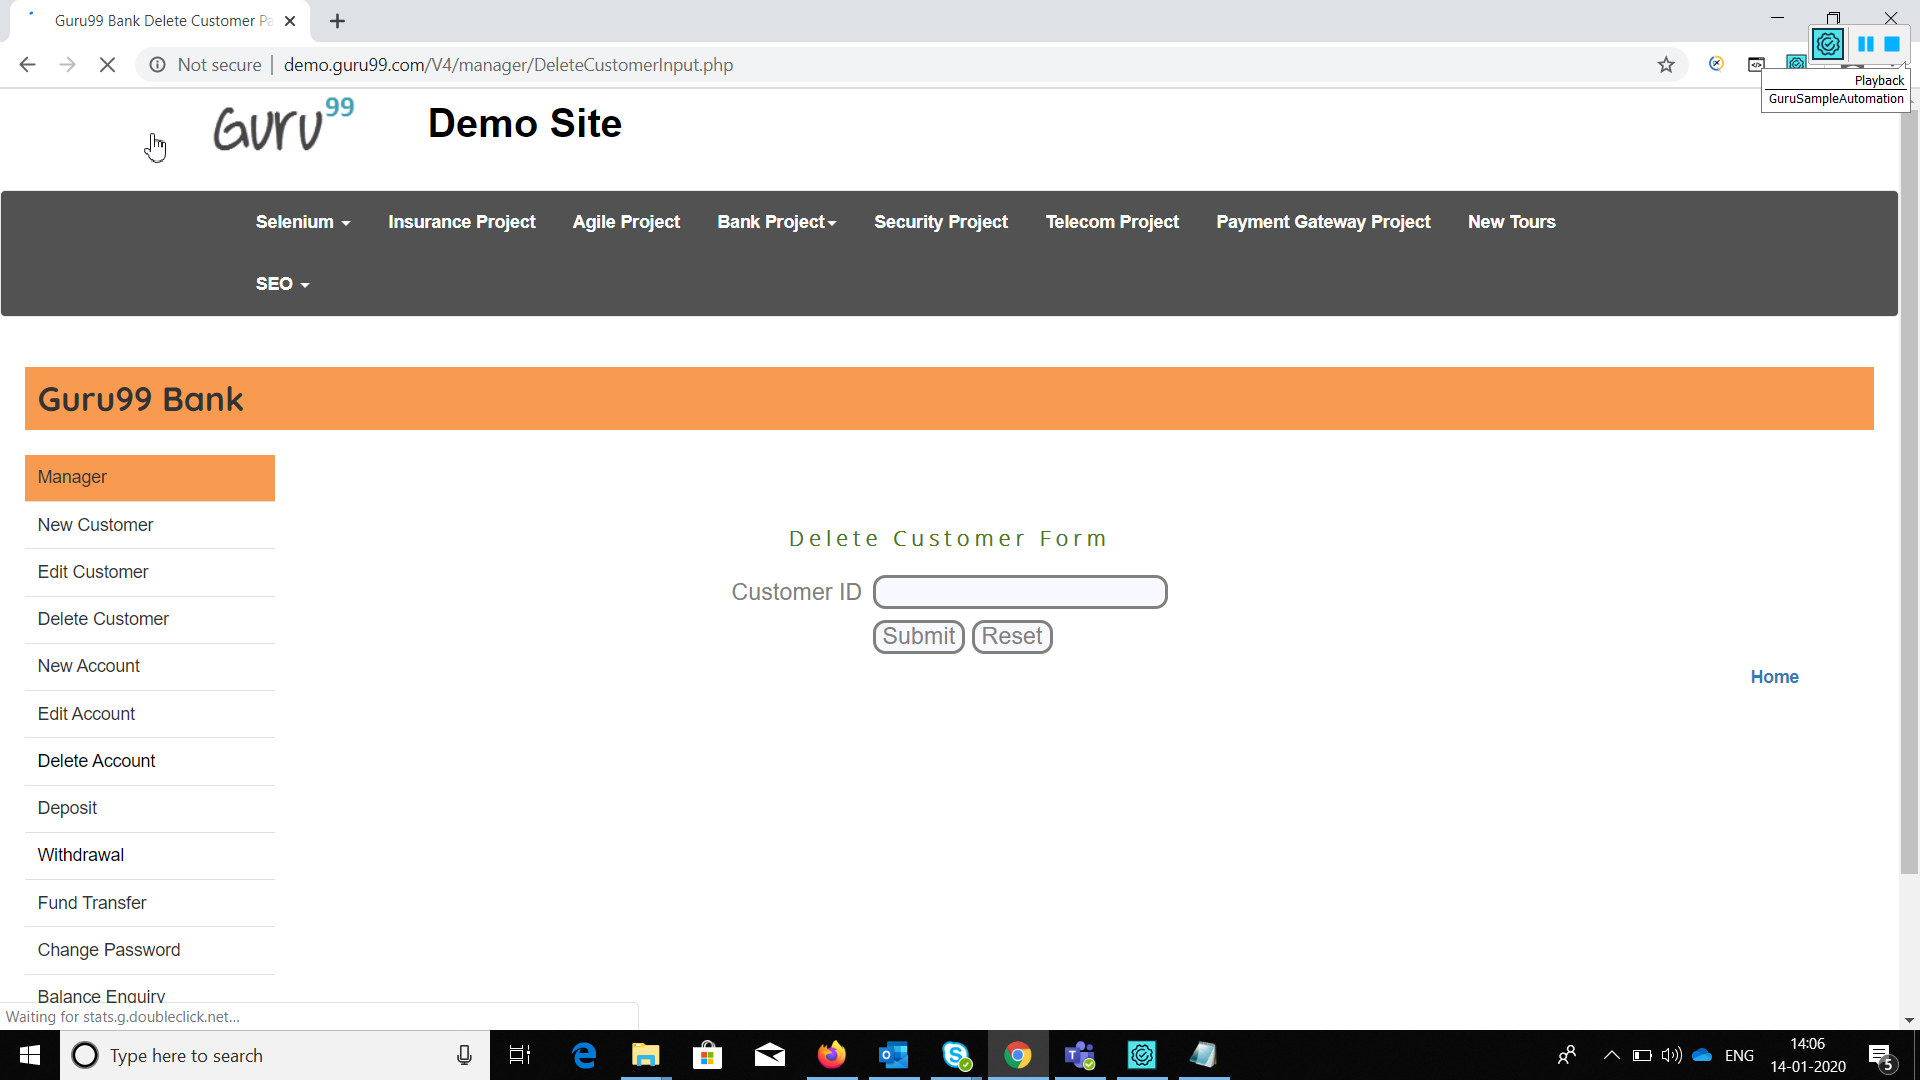 Guru99 Bank Delete Customer Pa
Not secure | demo.guru99.com/V4/manager/DeleteCustomerInput.php
Playback
GuruSampleAutomation
Guru99
Demo Site
Selenium Insurance Project Agile Project Bank Project Security Project Telecom Project Payment Gateway Project New Tours
SEO
Guru99 Bank
Manager
New Customer
Edit Customer
Delete Customer
New Account
Edit Account
Delete Account
Deposit
Withdrawal
Fund Transfer
Change Password
Balance Enquiry
Delete Customer Form
Customer ID
Submit Reset
Home
Waiting for stats.g.doubleclick.net...
Type here to search
ENG
14:06
14-01-2020
5